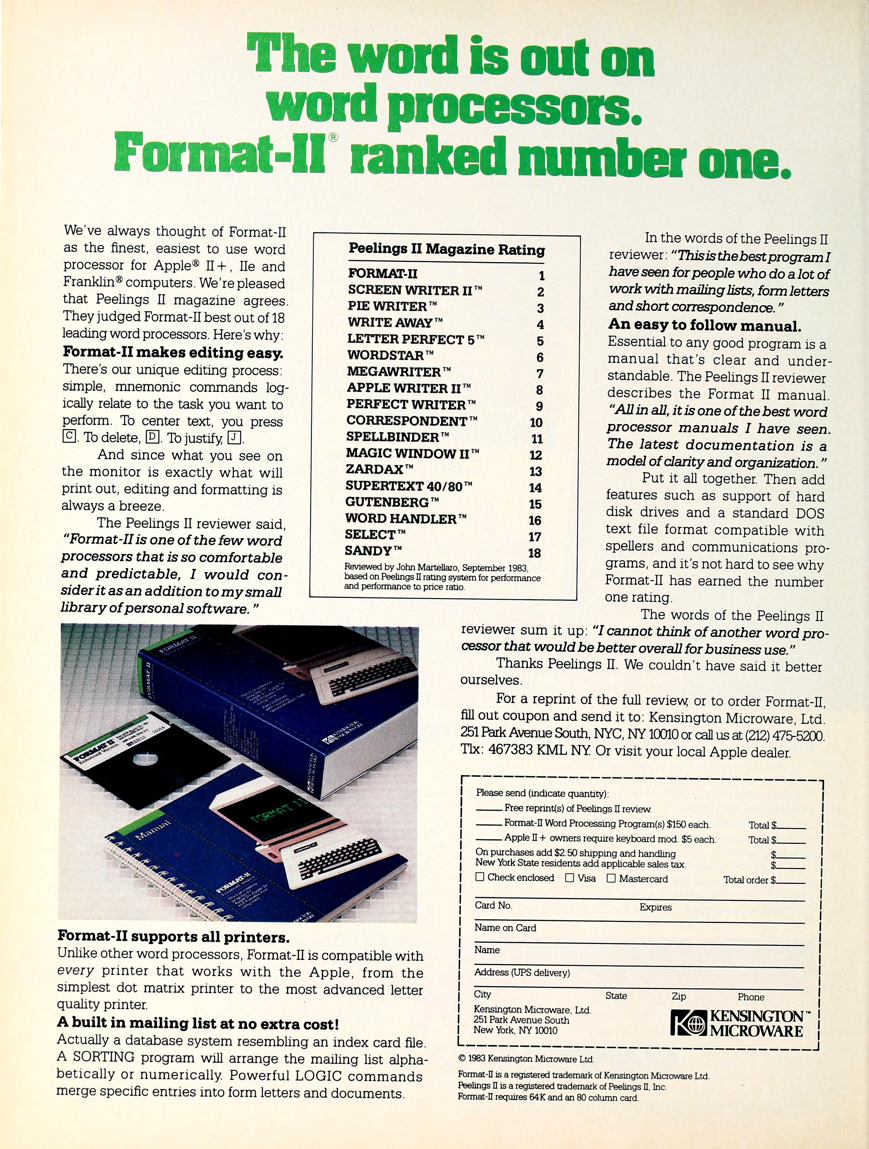 The word is out on
word processors.
Format-II® ranked number one.
We've always thought of Format-II
as the finest, easiest to use word
processor for Apple® II+, IIe and
Franklin® computers. We're pleased
that Peelings II magazine agrees.
They judged Format-II best out of 18
leading word processors. Here's why:
Format-II makes editing easy.
There's our unique editing process:
simple, mnemonic commands log-
ically relate to the task you want to
perform. To center text, you press
C. To delete, D. To justify, J.
And since what you see on
the monitor is exactly what will
print out, editing and formatting is
always a breeze.
The Peelings II reviewer said,
"Format-II is one of the few word
processors that is so comfortable
and predictable, I would con-
sider it as an addition to my small
library of personal software."
Peelings II Magazine Rating
FORMAT-II 1
SCREEN WRITER II™ 2
PIE WRITER™ 3
WRITE AWAY™ 4
LETTER PERFECT 5™ 5
WORDSTAR™ 6
MEGAWRITER™ 7
APPLE WRITER II™ 8
PERFECT WRITER™ 9
CORRESPONDENT™ 10
SPELLBINDER™ 11
MAGIC WINDOW II™ 12
ZARDAX™ 13
SUPERTEXT 40/80™ 14
GUTENBERG™ 15
WORD HANDLER™ 16
SELECT™ 17
SANDY™ 18
Reviewed by John Martellaro, September 1983,
based on Peelings II rating system for performance
and performance to price ratio.
In the words of the Peelings II
reviewer: "This is the best program I
have seen for people who do a lot of
work with mailing lists, form letters
and short correspondence."
An easy to follow manual.
Essential to any good program is a
manual that's clear and under-
standable. The Peelings II reviewer
describes the Format II manual.
"All in all, it is one of the best word
processor manuals I have seen.
The latest documentation is a
model of clarity and organization."
Put it all together. Then add
features such as support of hard
disk drives and a standard DOS
text file format compatible with
spellers and communications pro-
grams, and it's not hard to see why
Format-II has earned the number
one rating.
The words of the Peelings II
reviewer sum it up: "I cannot think of another word pro-
cessor that would be better overall for business use."
Thanks Peelings II. We couldn't have said it better
ourselves.
For a reprint of the full review, or to order Format-II,
fill out coupon and send it to: Kensington Microware, Ltd.
251 Park Avenue South, NYC, NY 10010 or call us at (212) 475-5200.
Tlx: 467383 KML NY. Or visit your local Apple dealer.
FORMAT II
FORMAT II
FORMAT II
FORMAT II
Manual
FORMAT-II
Format-II supports all printers.
Unlike other word processors, Format-II is compatible with
every printer that works with the Apple, from the
simplest dot matrix printer to the most advanced letter
quality printer.
A built in mailing list at no extra cost!
Actually a database system resembling an index card file.
A SORTING program will arrange the mailing list alpha-
betically or numerically. Powerful LOGIC commands
merge specific entries into form letters and documents.
Please send (indicate quantity):
Free reprint(s) of Peelings II review.
Format-II Word Processing Program(s) $150 each. Total $
Apple II+ owners require keyboard mod. $5 each. Total $
On purchases add $2.50 shipping and handling $
New York State residents add applicable sales tax. $
Check enclosed Visa Mastercard Total order $
Card No. Expires
Name on Card
Name
Address (UPS delivery)
City State Zip Phone
Kensington Microware, Ltd.
251 Park Avenue South
New York, NY 10010
KENSINGTON™
MICROWARE
© 1983 Kensington Microware Ltd.
Format-II is a registered trademark of Kensington Microware Ltd.
Peelings II is a registered trademark of Peelings II, Inc.
Format-II requires 64K and an 80 column card.